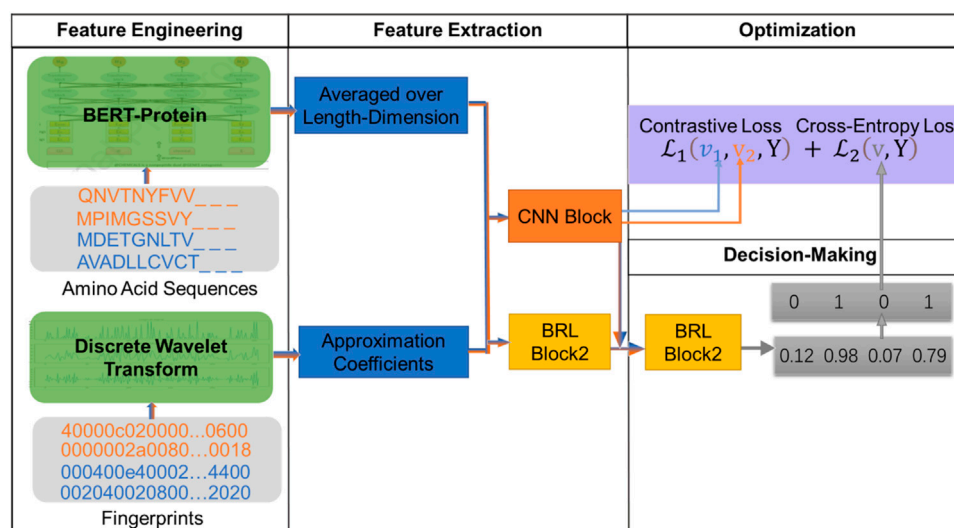 Feature Engineering
Feature Extraction
Optimization
BERT-Protein
Averaged over
Length-Dimension
Contrastive Loss
Cross-Entropy Loss
ℒ1(v1,v2,Y) + ℒ2(v,Y)
QNVTNYFVV_ _ _
MPIMGSSVY_ _ _
MDETGNLTV_ _ _
AVADLLCVCT_ _ _
Amino Acid Sequences
CNN Block
Decision-Making
0 1 0 1
Discrete Wavelet
Transform
Approximation
Coefficients
BRL
Block2
BRL
Block2
0.12 0.98 0.07 0.79
40000c020000...0600
0000002a0080...0018
000400e40002...4400
002040020800...2020
Fingerprints